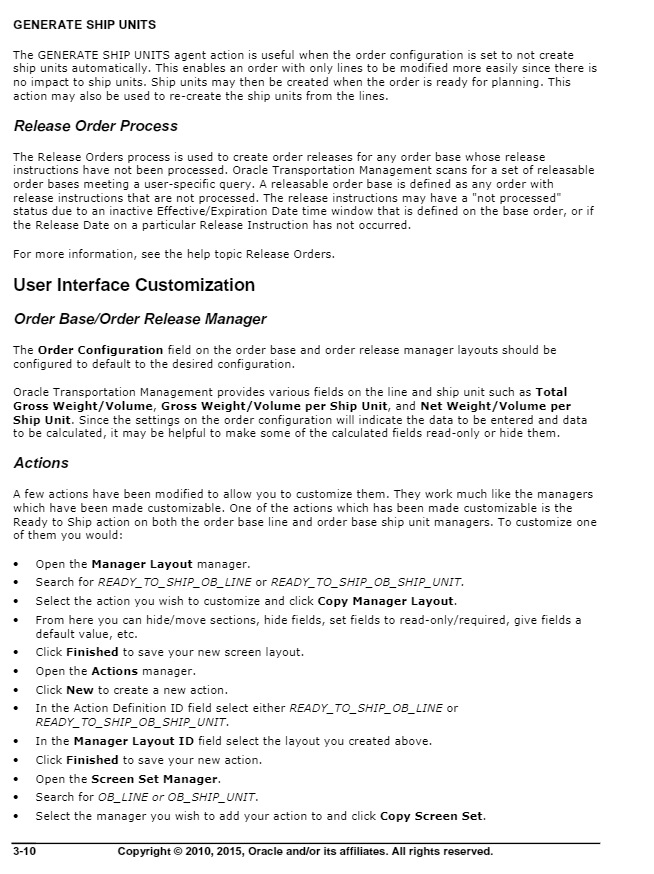 GENERATE SHIP UNITS
The GENERATE SHIP UNITS agent action is useful when the order configuration is set to not create
ship units automatically. This enables an order with only lines to be modified more easily since there is
no impact to ship units. Ship units may then be created when the order is ready for planning. This
action may also be used to re-create the ship units from the lines.
Release Order Process
The Release Orders process is used to create order releases for any order base whose release
instructions have not been processed. Oracle Transportation Management scans for a set of releasable
order bases meeting a user-specific query. A releasable order base is defined as any order with
release instructions that are not processed. The release instructions may have a "not processed"
status due to an inactive Effective/Expiration Date time window that is defined on the base order, or if
the Release Date on a particular Release Instruction has not occurred.
For more information, see the help topic Release Orders.
User Interface Customization
Order Base/Order Release Manager
The Order Configuration field on the order base and order release manager layouts should be
configured to default to the desired configuration.
Oracle Transportation Management provides various fields on the line and ship unit such as Total
Gross Weight/Volume, Gross Weight/Volume per Ship Unit, and Net Weight/Volume per
Ship Unit. Since the settings on the order configuration will indicate the data to be entered and data
to be calculated, it may be helpful to make some of the calculated fields read-only or hide them.
Actions
A few actions have been modified to allow you to customize them. They work much like the managers
which have been made customizable. One of the actions which has been made customizable is the
Ready to Ship action on both the order base line and order base ship unit managers. To customize one
of them you would:
• Open the Manager Layout manager.
• Search for READY_TO_SHIP_OB_LINE or READY_TO_SHIP_OB_SHIP_UNIT.
• Select the action you wish to customize and click Copy Manager Layout.
• From here you can hide/move sections, hide fields, set fields to read-only/required, give fields a
default value, etc.
• Click Finished to save your new screen layout.
• Open the Actions manager.
• Click New to create a new action.
• In the Action Definition ID field select either READY_TO_SHIP_OB_LINE or
READY_TO_SHIP_OB_SHIP_UNIT.
• In the Manager Layout ID field select the layout you created above.
• Click Finished to save your new action.
• Open the Screen Set Manager.
• Search for OB_LINE or OB_SHIP_UNIT.
• Select the manager you wish to add your action to and click Copy Screen Set.
3-10 Copyright © 2010, 2015, Oracle and/or its affiliates. All rights reserved.